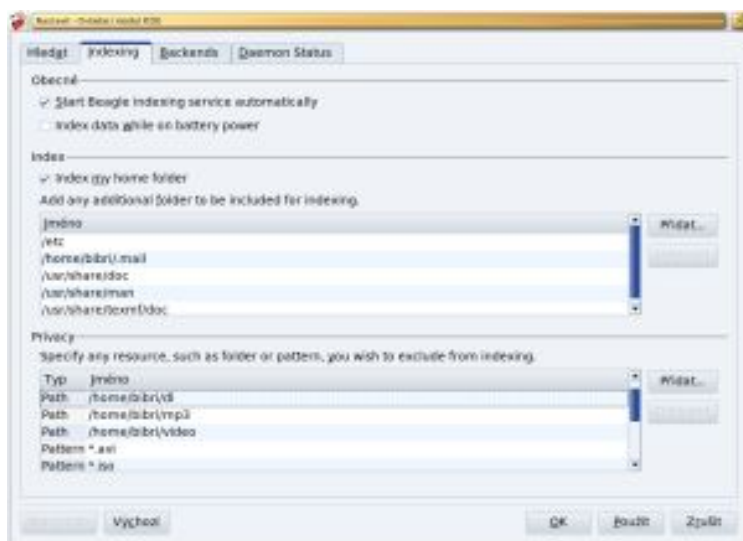 Hledat Indexing Backends Daemon Status
Obecné
Start Beagle indexing service automatically
Index data while on battery power
Index
Index my home folder
Add any additional folder to be included for indexing.
Jméno
/etc
/home/bibri/.mail
/usr/share/doc
/usr/share/man
/usr/share/texmf/doc
Přidat...
Privacy
Specify any resource, such as folder or pattern, you wish to exclude from indexing.
Typ Jméno
Path /home/bibri/dl
Path /home/bibri/mp3
Path /home/bibri/video
Pattern *.avi
Pattern *.iso
Přidat...
Výchozí OK Použít Zrušit